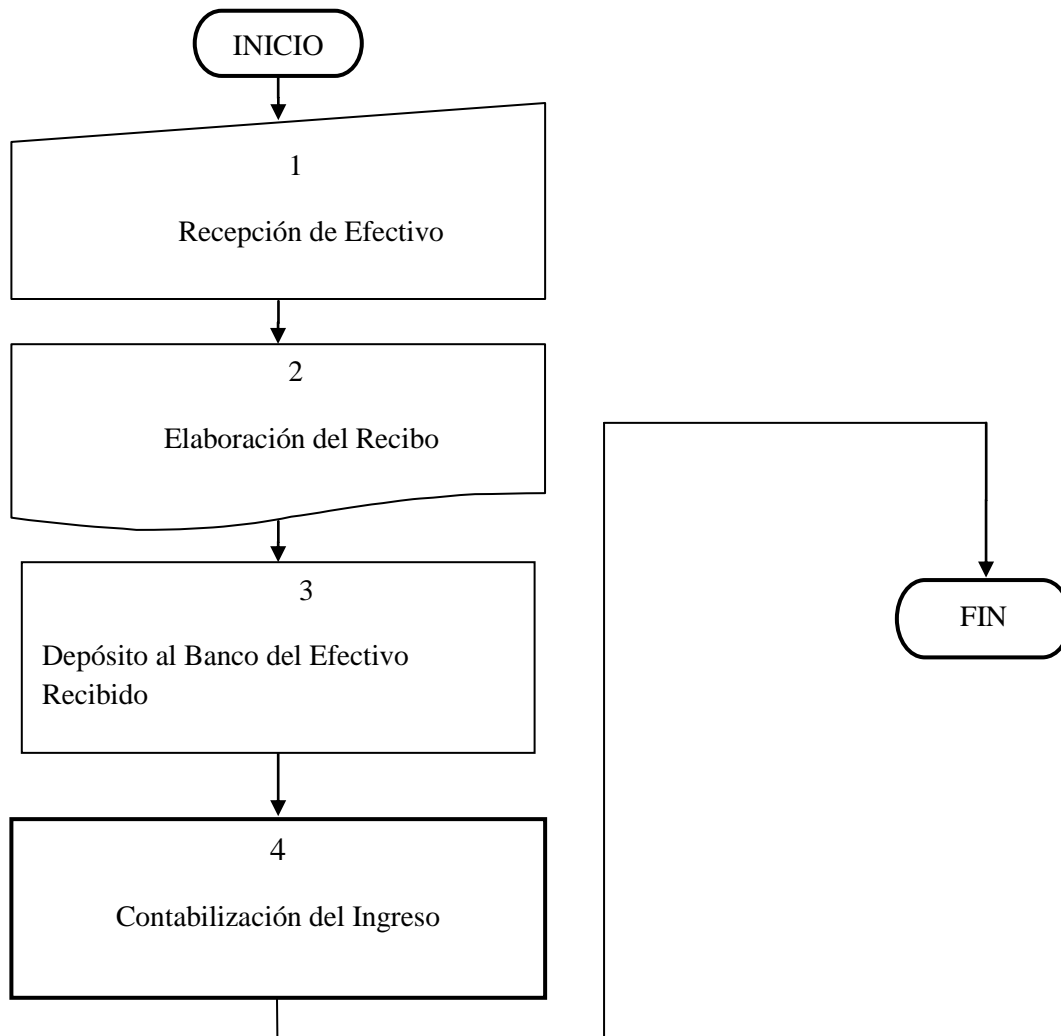 INICIO
1
Recepción de Efectivo
2
Elaboración del Recibo
3
Depósito al Banco del Efectivo
Recibido
4
Contabilización del Ingreso
FIN